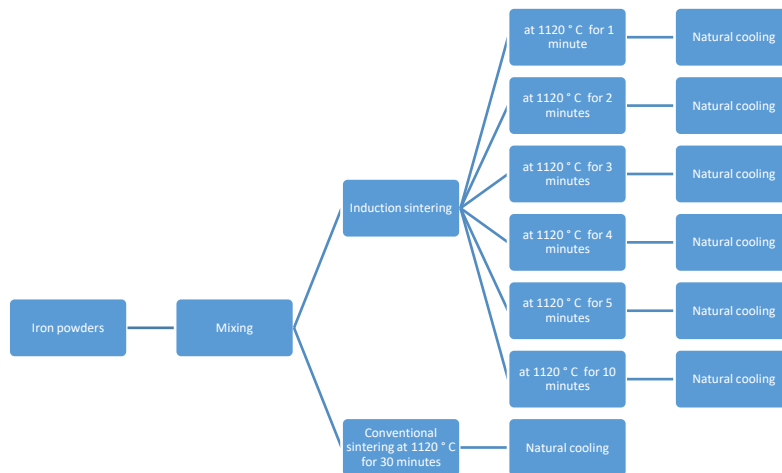 at 1120 ° C  for 1
minute
Natural cooling
at 1120 ° C  for 2
minutes
Natural cooling
at 1120 ° C  for 3
minutes
Natural cooling
Induction sintering
at 1120 ° C  for 4
minutes
Natural cooling
at 1120 ° C  for 5
minutes
Natural cooling
Iron powders
Mixing
at 1120 ° C  for 10
minutes
Natural cooling
Conventional
sintering at 1120 ° C
for 30 minutes
Natural cooling